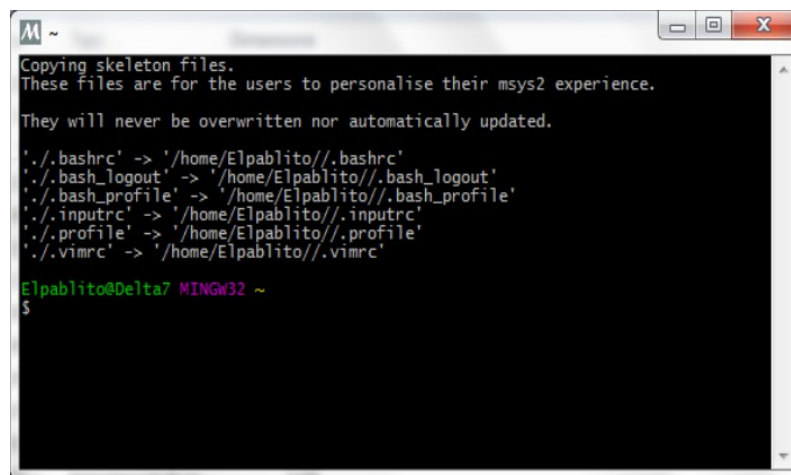 M ~
Copying skeleton files.
These files are for the users to personalise their msys2 experience.
They will never be overwritten nor automatically updated.
'./.bashrc' -> '/home/Elpablito//.bashrc'
'./.bash_logout' -> '/home/Elpablito//.bash_logout'
'./.bash_profile' -> '/home/Elpablito//.bash_profile'
'./.inputrc' -> '/home/Elpablito//.inputrc'
'./.profile' -> '/home/Elpablito//.profile'
'./.vimrc' -> '/home/Elpablito//.vimrc'
Elpablito@Delta7 MINGW32 ~
$